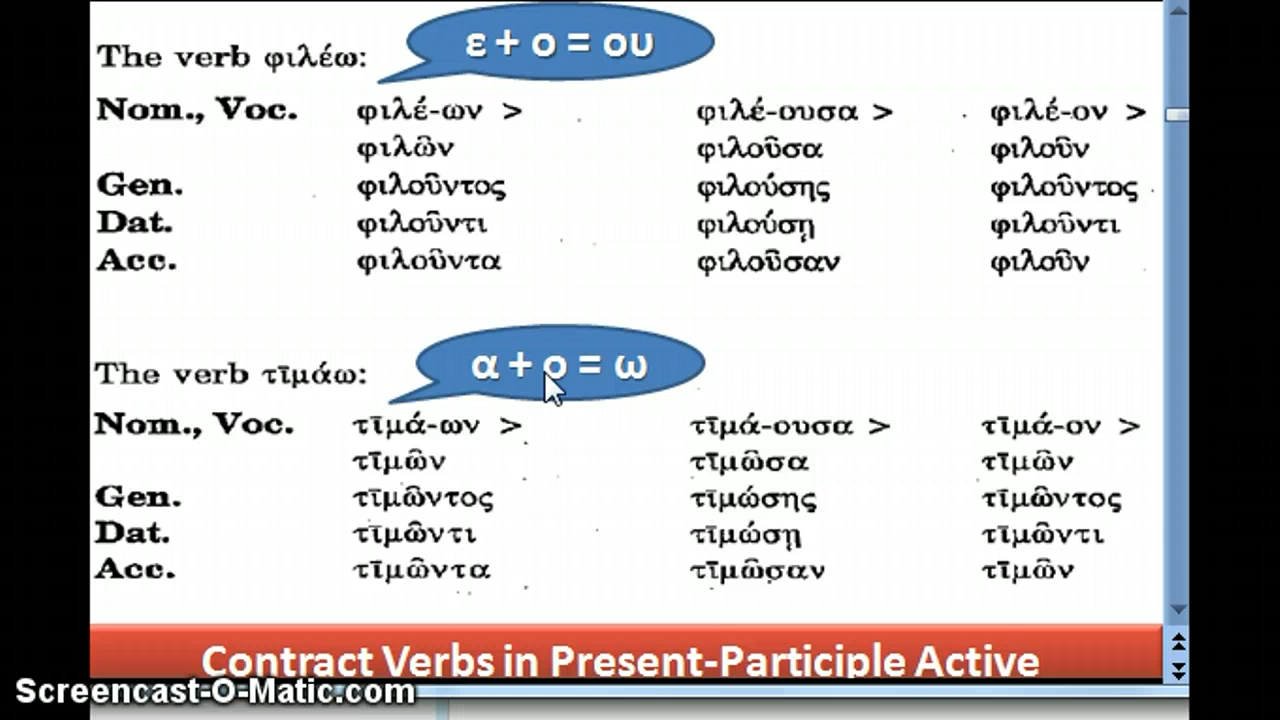 ε + ο = ου
The verb φιλέω:
Nom., Voc. φιλέ-ων > φιλέ-ουσα > φιλέ-ον >
φιλῶν φιλοῦσα φιλοῦν
Gen. φιλοῦντος φιλούσης φιλοῦντος
Dat. φιλοῦντι φιλούσῃ φιλοῦντι
Acc. φιλοῦντα φιλοῦσαν φιλοῦν
α + ο = ω
The verb τῑμάω:
Nom., Voc. τῑμά-ων > τῑμά-ουσα > τῑμά-ον >
τῑμῶν τῑμῶσα τῑμῶν
Gen. τῑμῶντος τῑμώσης τῑμῶντος
Dat. τῑμῶντι τῑμώσῃ τῑμῶντι
Acc. τῑμῶντα τῑμῶσαν τῑμῶν
Contract Verbs in Present-Participle Active
Screencast-O-Matic.com